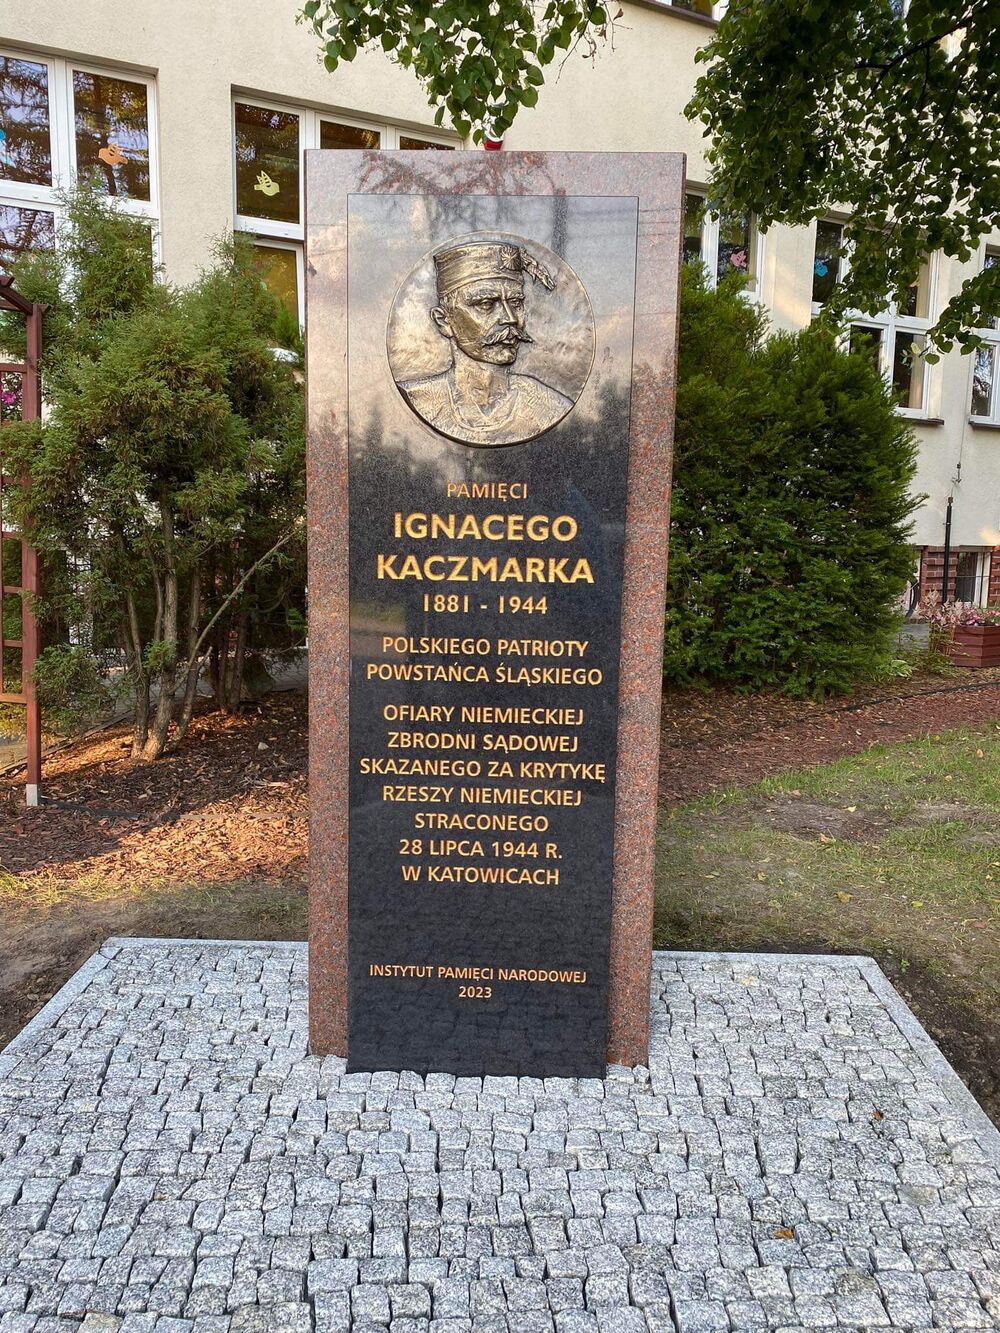 PAMIĘCI
IGNACEGO
KACZMARKA
1881 - 1944
POLSKIEGO PATRIOTY
POWSTAŃCA ŚLĄSKIEGO
OFIARY NIEMIECKIEJ
ZBRODNI SĄDOWEJ
SKAZANEGO ZA KRYTYKĘ
RZESZY NIEMIECKIEJ
STRACONEGO
28 LIPCA 1944 R.
W KATOWICACH
INSTYTUT PAMIĘCI NARODOWEJ
2023